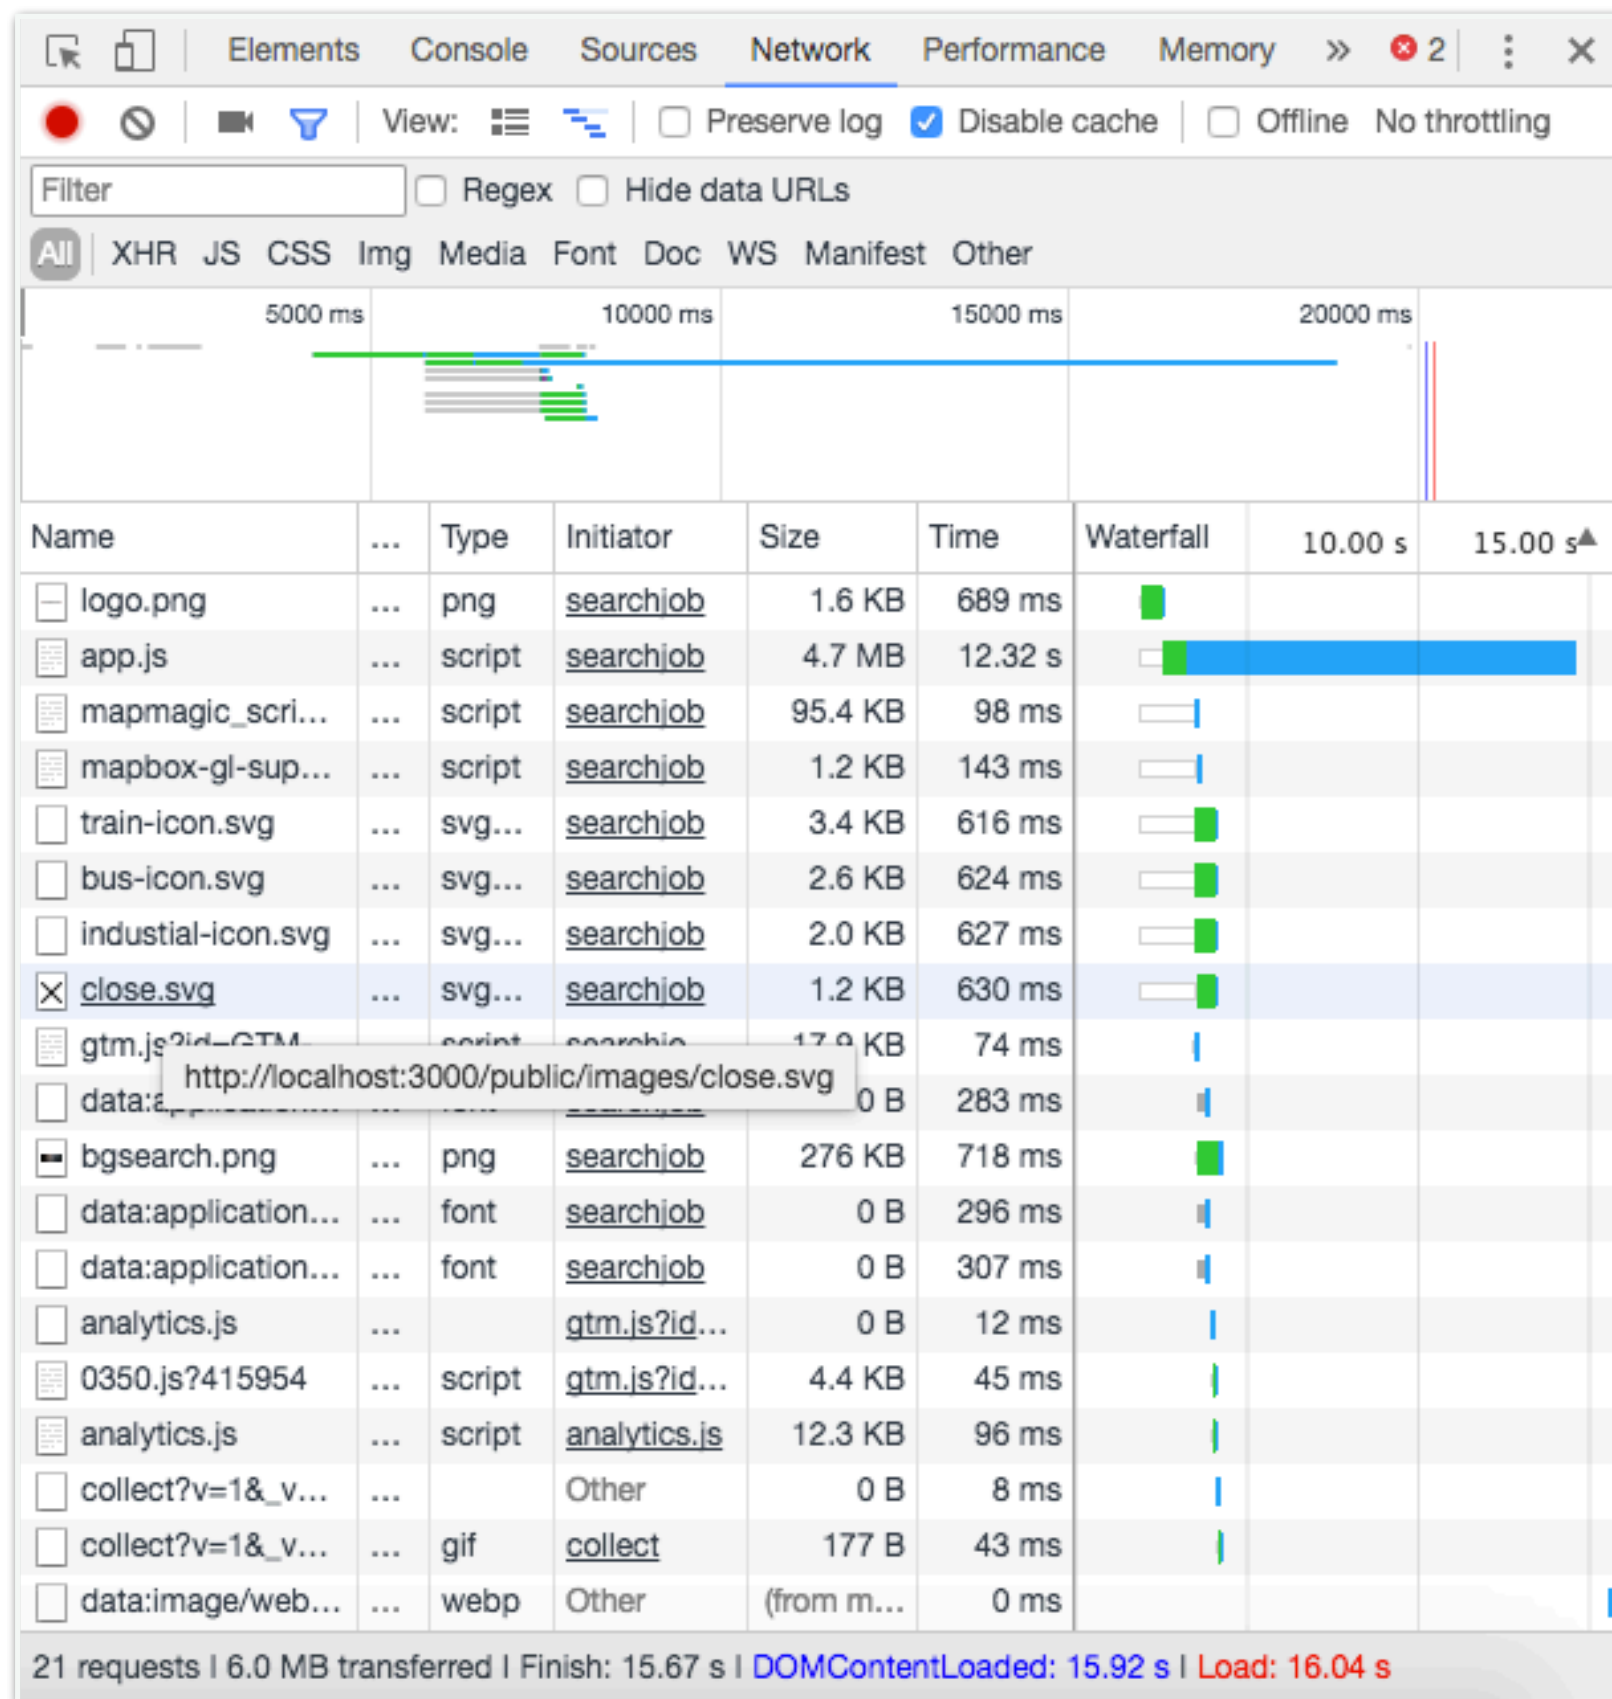 Elements Console Sources Network Performance Memory » 2
View: Preserve log Disable cache Offline No throttling
Filter Regex Hide data URLs
All XHR JS CSS Img Media Font Doc WS Manifest Other
5000 ms 10000 ms 15000 ms 20000 ms
Name ... Type Initiator Size Time Waterfall 10.00 s 15.00 s
logo.png ... png searchjob 1.6 KB 689 ms
app.js ... script searchjob 4.7 MB 12.32 s
mapmagic_scri... ... script searchjob 95.4 KB 98 ms
mapbox-gl-sup... ... script searchjob 1.2 KB 143 ms
train-icon.svg ... svg... searchjob 3.4 KB 616 ms
bus-icon.svg ... svg... searchjob 2.6 KB 624 ms
industial-icon.svg ... svg... searchjob 2.0 KB 627 ms
close.svg ... svg... searchjob 1.2 KB 630 ms
gtm.js?id=GTM- script 17.9 KB 74 ms
http://localhost:3000/public/images/close.svg
0 B 283 ms
bgsearch.png ... png searchjob 276 KB 718 ms
data:application... ... font searchjob 0 B 296 ms
data:application... ... font searchjob 0 B 307 ms
analytics.js ... gtm.js?id... 0 B 12 ms
0350.js?415954 ... script gtm.js?id... 4.4 KB 45 ms
analytics.js ... script analytics.js 12.3 KB 96 ms
collect?v=1&_v... ... Other 0 B 8 ms
collect?v=1&_v... ... gif collect 177 B 43 ms
data:image/web... ... webp Other (from m... 0 ms
21 requests | 6.0 MB transferred | Finish: 15.67 s | DOMContentLoaded: 15.92 s | Load: 16.04 s